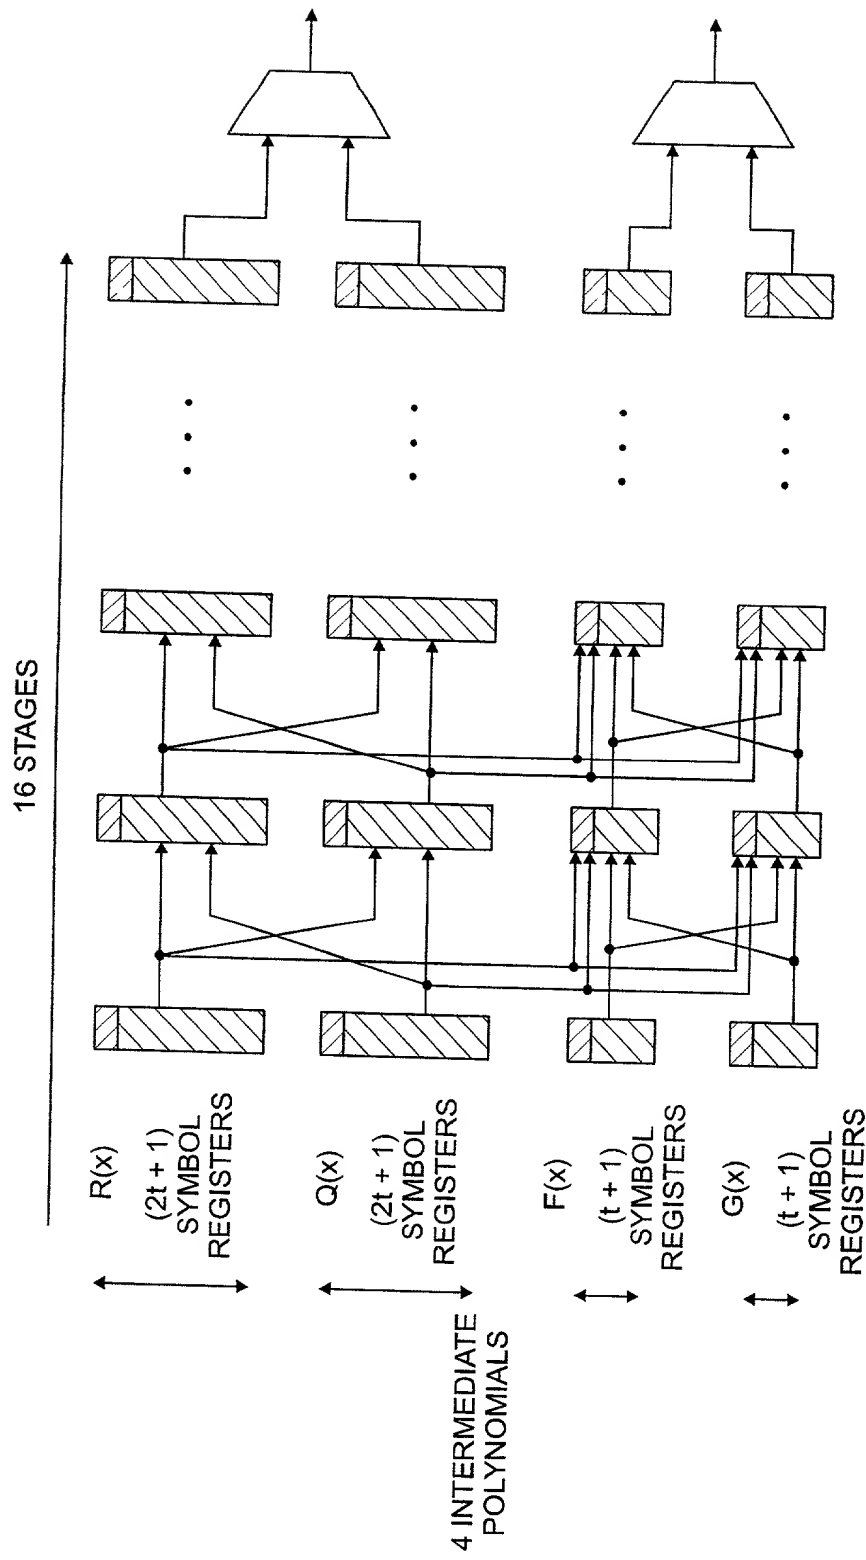 16 STAGES
R(x)
(2t + 1)
SYMBOL
REGISTERS
Q(x)
(2t + 1)
SYMBOL
REGISTERS
F(x)
(t + 1)
SYMBOL
REGISTERS
G(x)
(t + 1)
SYMBOL
REGISTERS
4 INTERMEDIATE
POLYNOMIALS